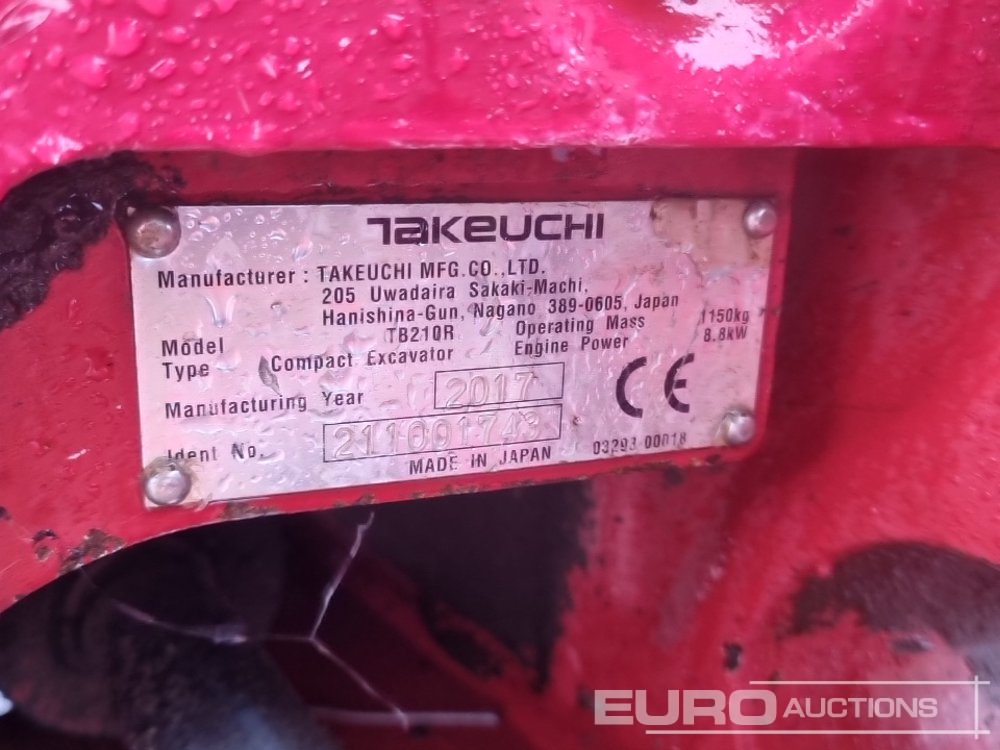 TAKEUCHI
Manufacturer : TAKEUCHI MFG.CO.,LTD.
205 Uwadaira Sakaki-Machi,
Hanishina-Gun, Nagano 389-0605, Japan
Model TB210R Operating Mass 1150kg
Type Compact Excavator Engine Power 8.8kW
Manufacturing Year 2017
Ident No. 211001743
MADE IN JAPAN 03293 00018
CE
EURO AUCTIONS